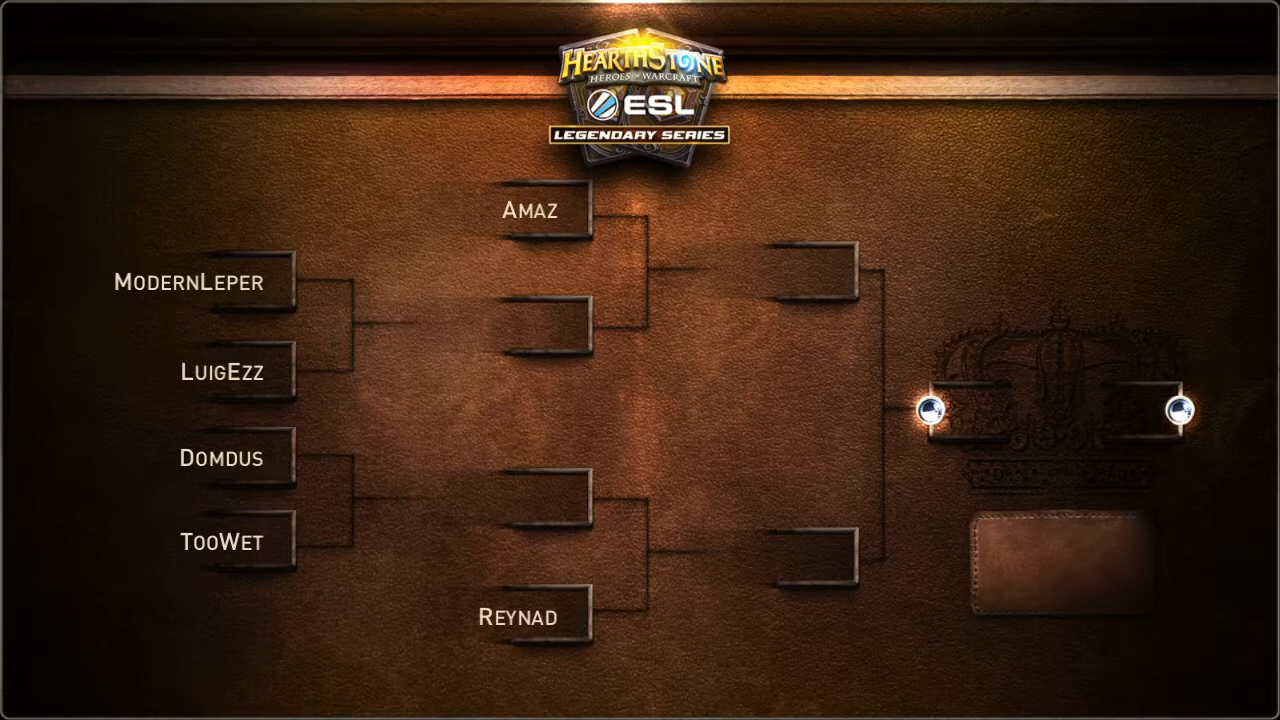 HEARTHSTONE
HEROES OF WARCRAFT
ESL
LEGENDARY SERIES
AMAZ
MODERNLEPER
LUIGEZZ
DOMDUS
TOOWET
REYNAD